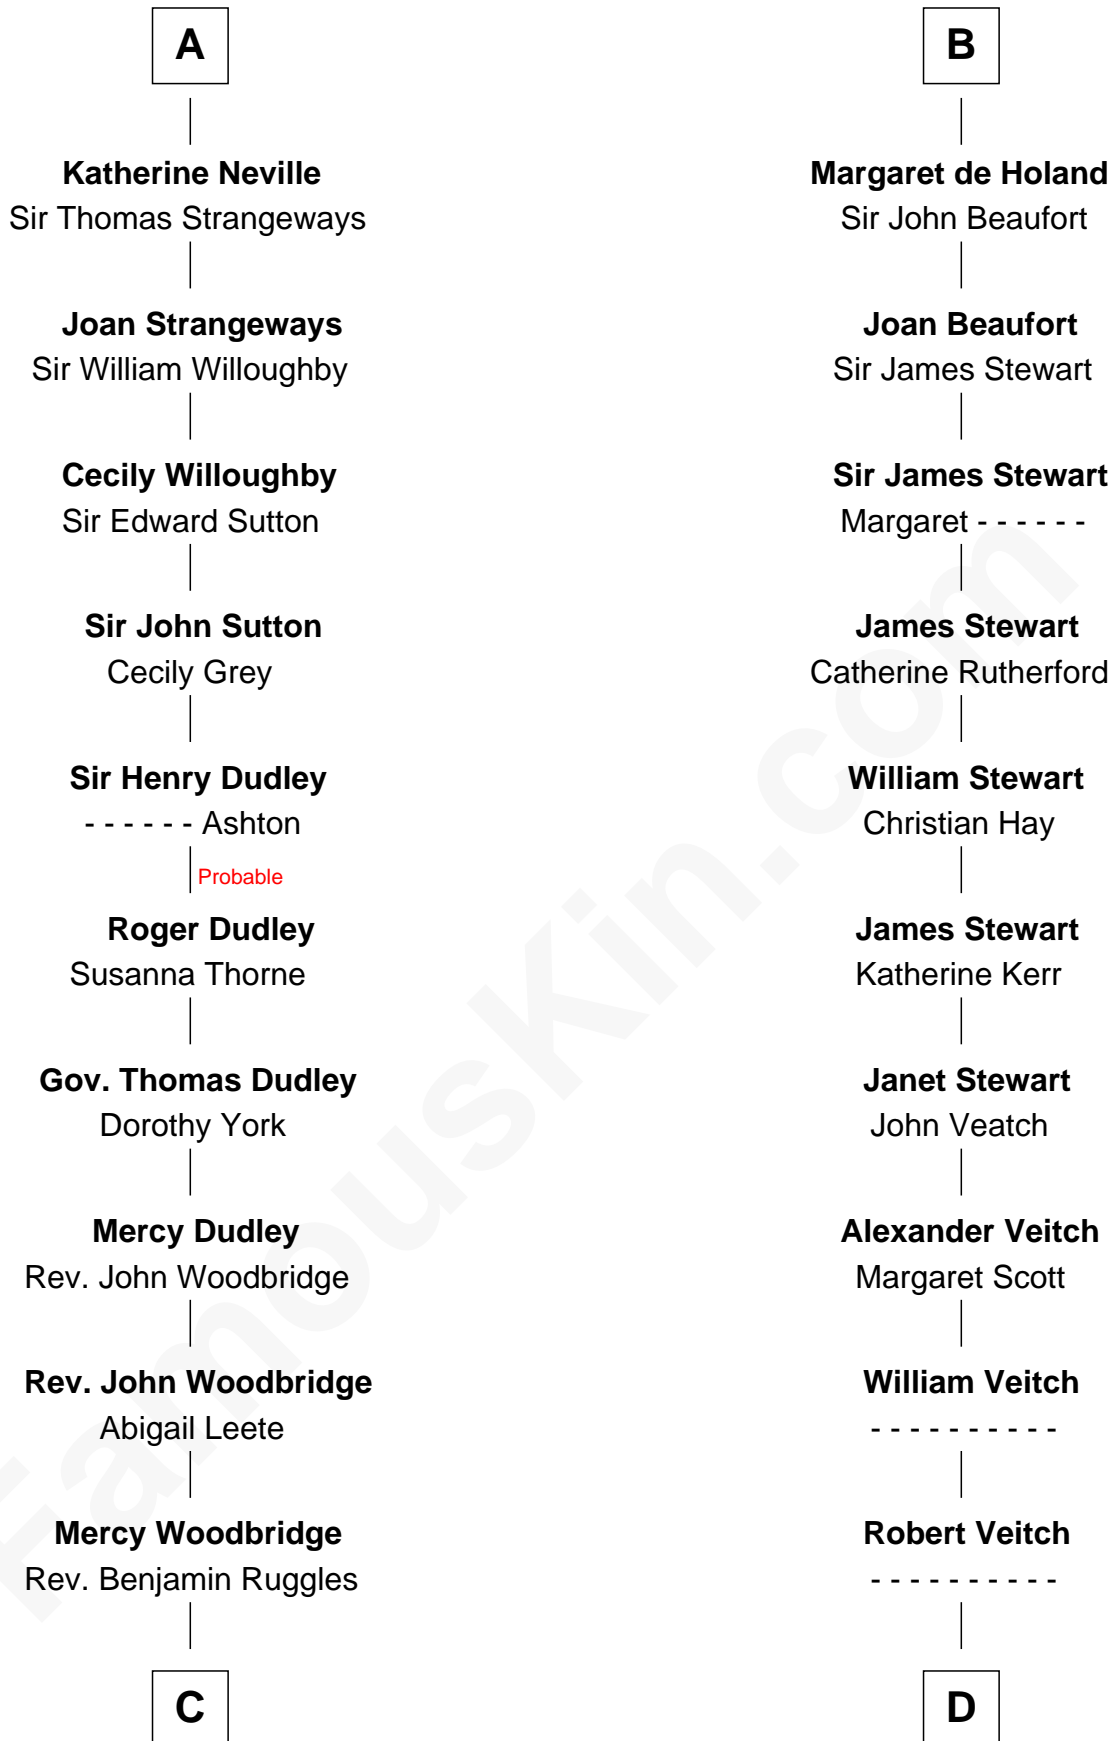 A
Katherine Neville
Sir Thomas Strangeways
Joan Strangeways
Sir William Willoughby
Cecily Willoughby
Sir Edward Sutton
Sir John Sutton
Cecily Grey
Sir Henry Dudley
- - - - - - Ashton
Probable
Roger Dudley
Susanna Thorne
Gov. Thomas Dudley
Dorothy York
Mercy Dudley
Rev. John Woodbridge
Rev. John Woodbridge
Abigail Leete
Mercy Woodbridge
Rev. Benjamin Ruggles
C
B
Margaret de Holand
Sir John Beaufort
Joan Beaufort
Sir James Stewart
Sir James Stewart
Margaret - - - - - -
James Stewart
Catherine Rutherford
William Stewart
Christian Hay
James Stewart
Katherine Kerr
Janet Stewart
John Veatch
Alexander Veitch
Margaret Scott
William Veitch
- - - - - - - - - -
Robert Veitch
- - - - - - - - - -
D
FamousKin.com